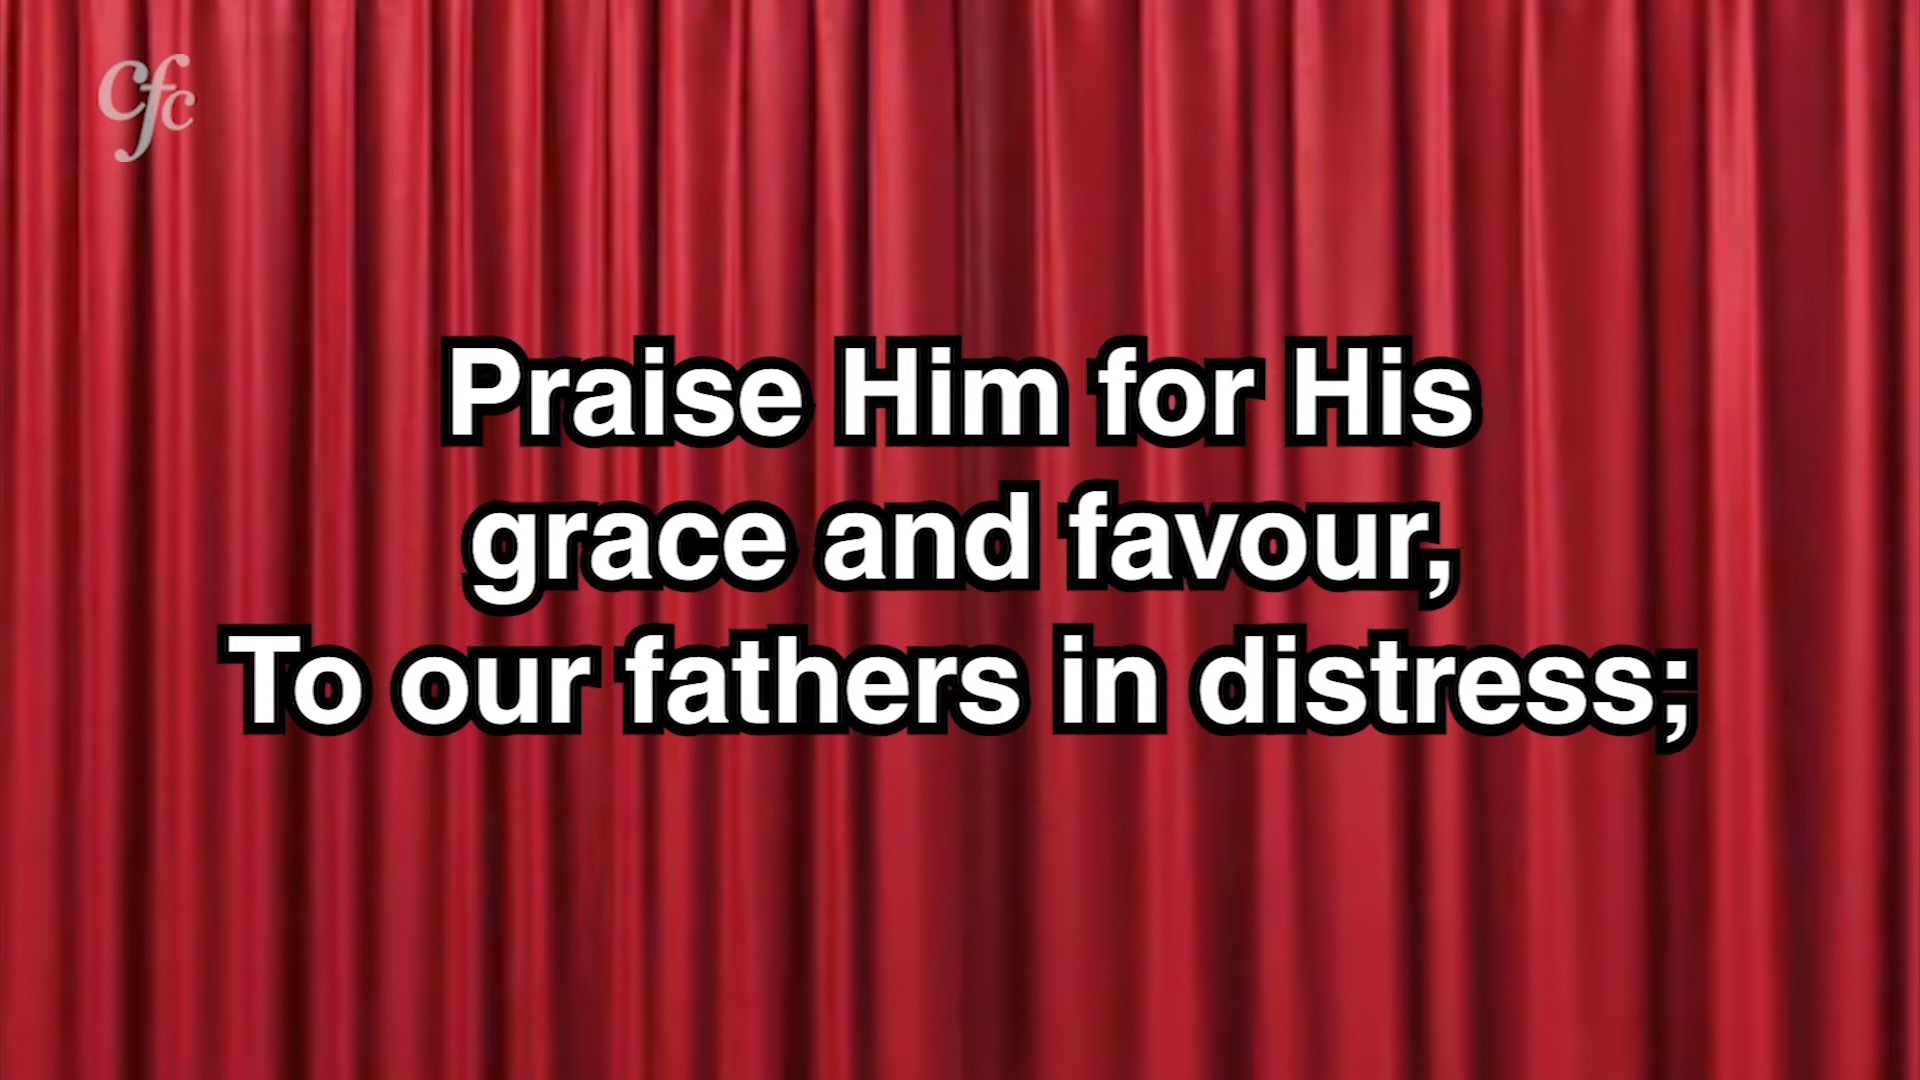 cfc
Praise Him for His
grace and favour,
To our fathers in distress;